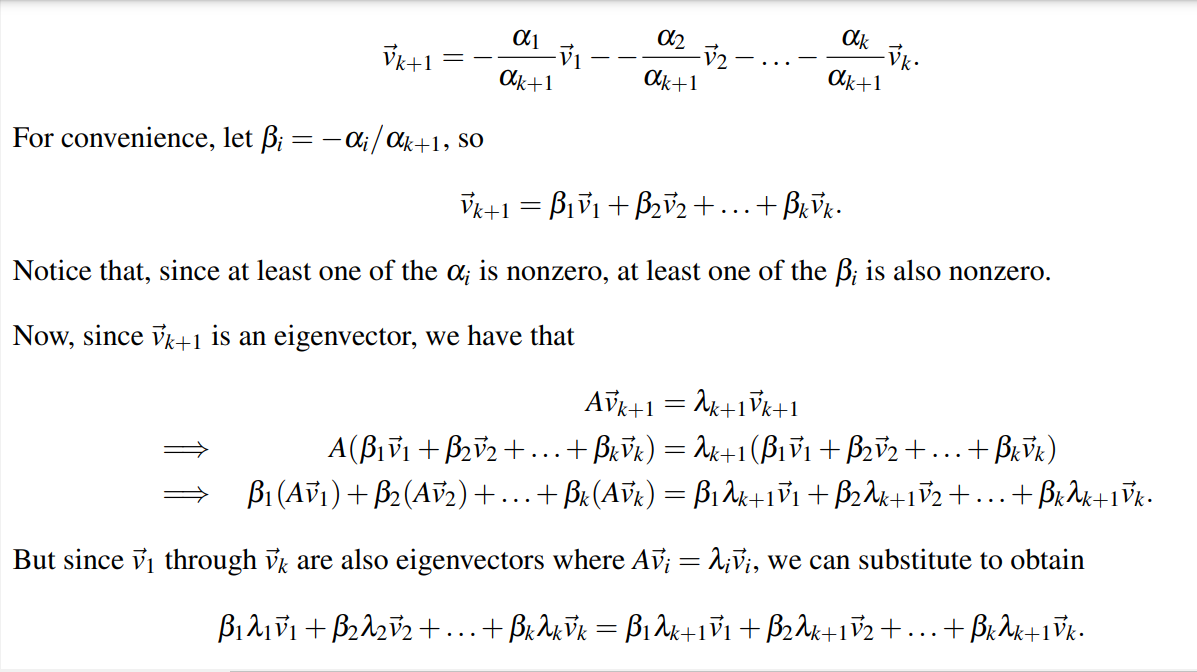 $\vec{v}_{k+1} = -\frac{\alpha_1}{\alpha_{k+1}}\vec{v}_1 - -\frac{\alpha_2}{\alpha_{k+1}}\vec{v}_2 - \ldots - \frac{\alpha_k}{\alpha_{k+1}}\vec{v}_k.$
For convenience, let $\beta_i = -\alpha_i/\alpha_{k+1}$, so
$\vec{v}_{k+1} = \beta_1\vec{v}_1 + \beta_2\vec{v}_2 + \ldots + \beta_k\vec{v}_k.$
Notice that, since at least one of the $\alpha_i$ is nonzero, at least one of the $\beta_i$ is also nonzero.
Now, since $\vec{v}_{k+1}$ is an eigenvector, we have that
$A\vec{v}_{k+1} = \lambda_{k+1}\vec{v}_{k+1}$
$\implies A(\beta_1\vec{v}_1 + \beta_2\vec{v}_2 + \ldots + \beta_k\vec{v}_k) = \lambda_{k+1}(\beta_1\vec{v}_1 + \beta_2\vec{v}_2 + \ldots + \beta_k\vec{v}_k)$
$\implies \beta_1(A\vec{v}_1) + \beta_2(A\vec{v}_2) + \ldots + \beta_k(A\vec{v}_k) = \beta_1\lambda_{k+1}\vec{v}_1 + \beta_2\lambda_{k+1}\vec{v}_2 + \ldots + \beta_k\lambda_{k+1}\vec{v}_k.$
But since $\vec{v}_1$ through $\vec{v}_k$ are also eigenvectors where $A\vec{v}_i = \lambda_i\vec{v}_i$, we can substitute to obtain
$\beta_1\lambda_1\vec{v}_1 + \beta_2\lambda_2\vec{v}_2 + \ldots + \beta_k\lambda_k\vec{v}_k = \beta_1\lambda_{k+1}\vec{v}_1 + \beta_2\lambda_{k+1}\vec{v}_2 + \ldots + \beta_k\lambda_{k+1}\vec{v}_k.$